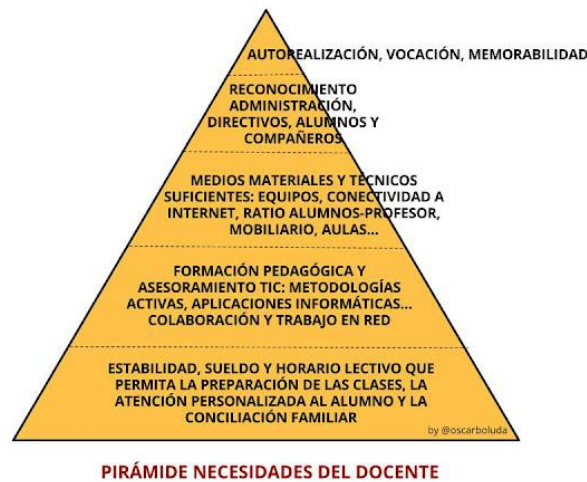 AUTOREALIZACIÓN, VOCACIÓN, MEMORABILIDAD
RECONOCIMIENTO
ADMINISTRACIÓN,
DIRECTIVOS, ALUMNOS Y
COMPAÑEROS
MEDIOS MATERIALES Y TÉCNICOS
SUFICIENTES: EQUIPOS, CONECTIVIDAD A
INTERNET, RATIO ALUMNOS-PROFESOR,
MOBILIARIO, AULAS...
FORMACIÓN PEDAGÓGICA Y
ASESORAMIENTO TIC: METODOLOGÍAS
ACTIVAS, APLICACIONES INFORMÁTICAS...
COLABORACIÓN Y TRABAJO EN RED
ESTABILIDAD, SUELDO Y HORARIO LECTIVO QUE
PERMITA LA PREPARACIÓN DE LAS CLASES, LA
ATENCIÓN PERSONALIZADA AL ALUMNO Y LA
CONCILIACIÓN FAMILIAR
by @oscarboluda
PIRÁMIDE NECESIDADES DEL DOCENTE